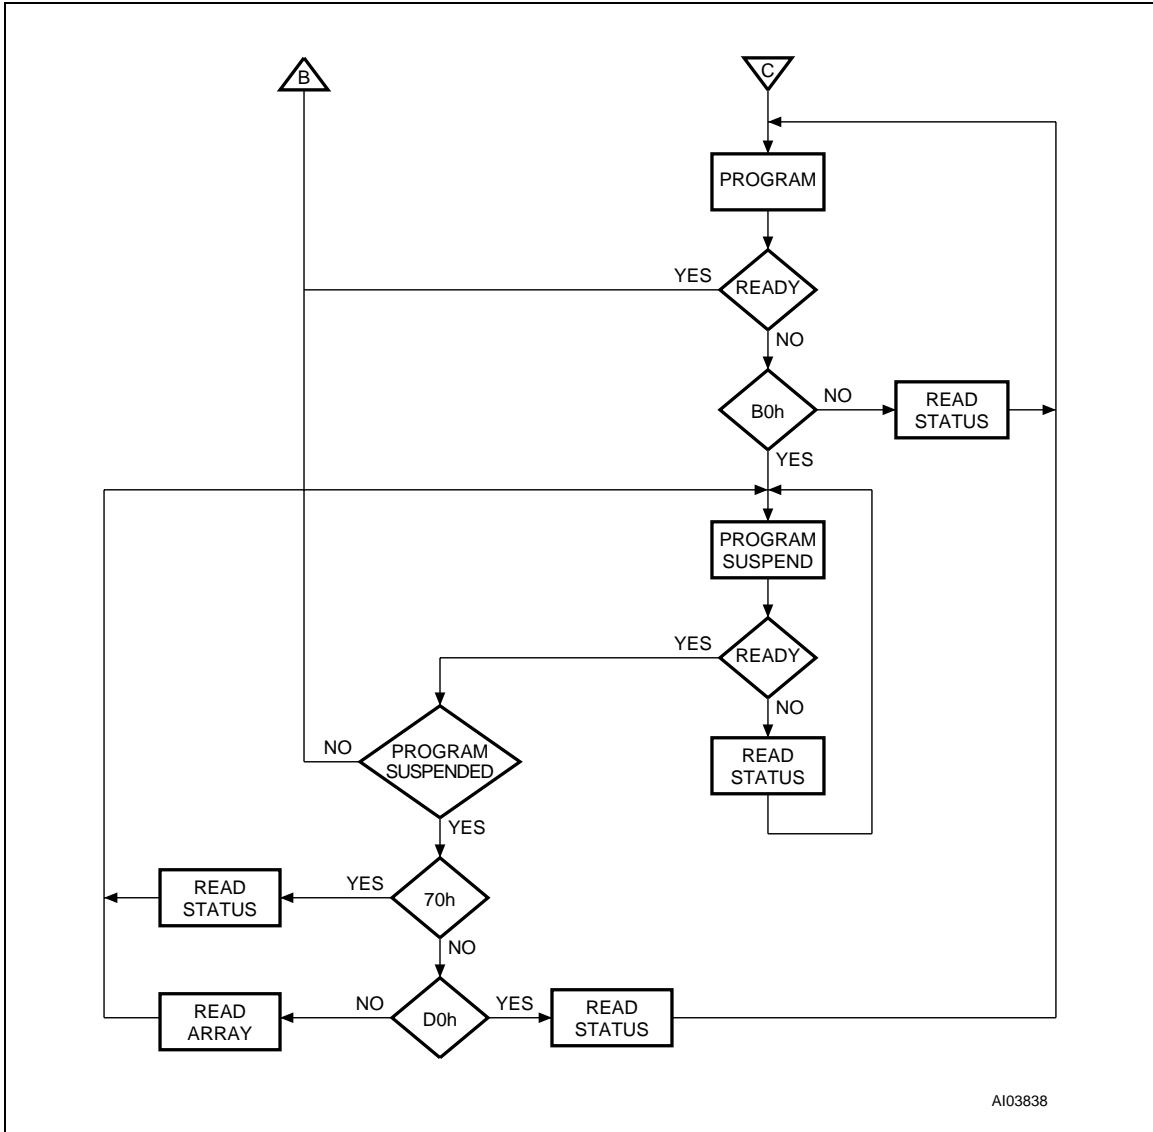 B
C
PROGRAM
YES
READY
NO
B0h
NO
READ
STATUS
YES
PROGRAM
SUSPEND
YES
READY
NO
NO
PROGRAM
SUSPENDED
READ
STATUS
YES
READ
STATUS
YES
70h
NO
READ
ARRAY
NO
D0h
YES
READ
STATUS
AI03838